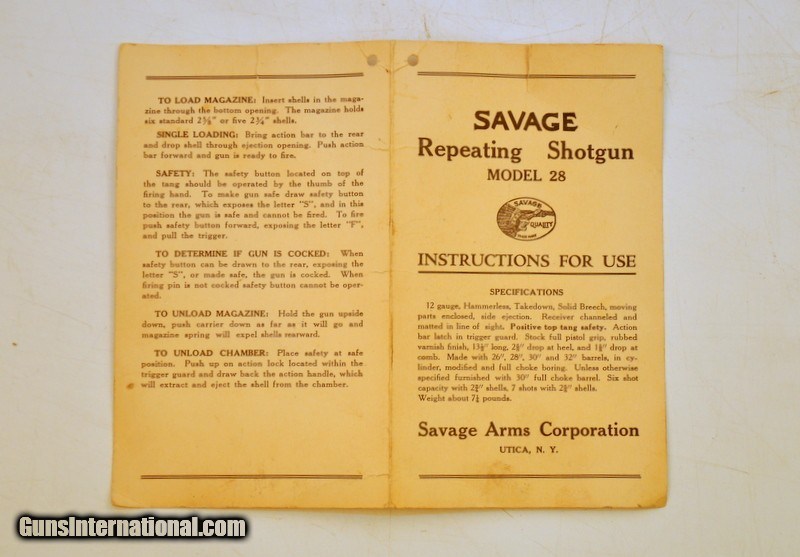 TO LOAD MAGAZINE: Insert shells in the maga-
zine through the bottom opening. The magazine holds
six standard 2⅝" or five 2¾" shells.
SINGLE LOADING: Bring action bar to the rear
and drop shell through ejection opening. Push action
bar forward and gun is ready to fire.
SAFETY: The safety button located on top of
the tang should be operated by the thumb of the
firing hand. To make gun safe draw safety button
to the rear, which exposes the letter "S", and in this
position the gun is safe and cannot be fired. To fire
push safety button forward, exposing the letter "F",
and pull the trigger.
TO DETERMINE IF GUN IS COCKED: When
safety button can be drawn to the rear, exposing the
letter "S", or made safe, the gun is cocked. When
firing pin is not cocked safety button cannot be oper-
ated.
TO UNLOAD MAGAZINE: Hold the gun upside
down, push carrier down as far as it will go and
magazine spring will expel shells rearward.
TO UNLOAD CHAMBER: Place safety at safe
position. Push up on action lock located within the
trigger guard and draw back the action handle, which
will extract and eject the shell from the chamber.
SAVAGE
Repeating Shotgun
MODEL 28
SAVAGE
QUALITY
INSTRUCTIONS FOR USE
SPECIFICATIONS
12 gauge, Hammerless, Takedown, Solid Breech, moving
parts enclosed, side ejection. Receiver channeled and
matted in line of sight. Positive top tang safety. Action
bar latch in trigger guard. Stock full pistol grip, rubbed
varnish finish, 13½" long, drop at heel, and drop at
comb. Made with 26", 28", 30" and 32" barrels, in cy-
linder, modified and full choke boring. Unless otherwise
specified furnished with 30" full choke barrel. Six shot
capacity with shells, 7 shots with shells.
Weight about pounds.
Savage Arms Corporation
UTICA, N. Y.
GunsInternational.com